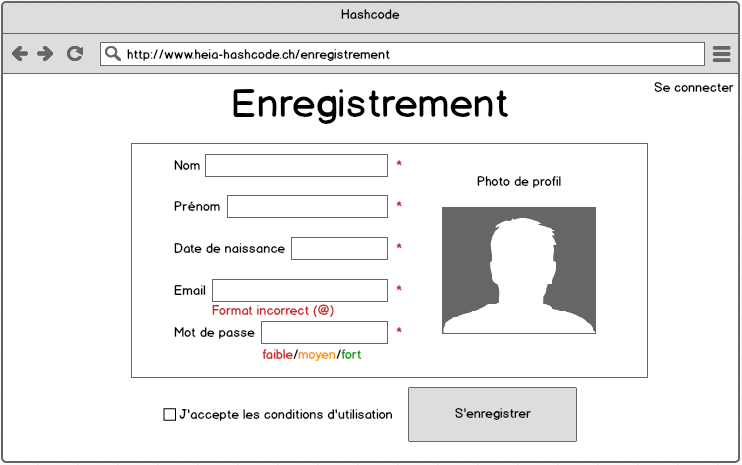 Hashcode
http://www.heia-hashcode.ch/enregistrement
Se connecter
Enregistrement
Nom *
Prénom *
Date de naissance *
Email *
Format incorrect (@)
Mot de passe *
faible/moyen/fort
Photo de profil
J'accepte les conditions d'utilisation
S'enregistrer